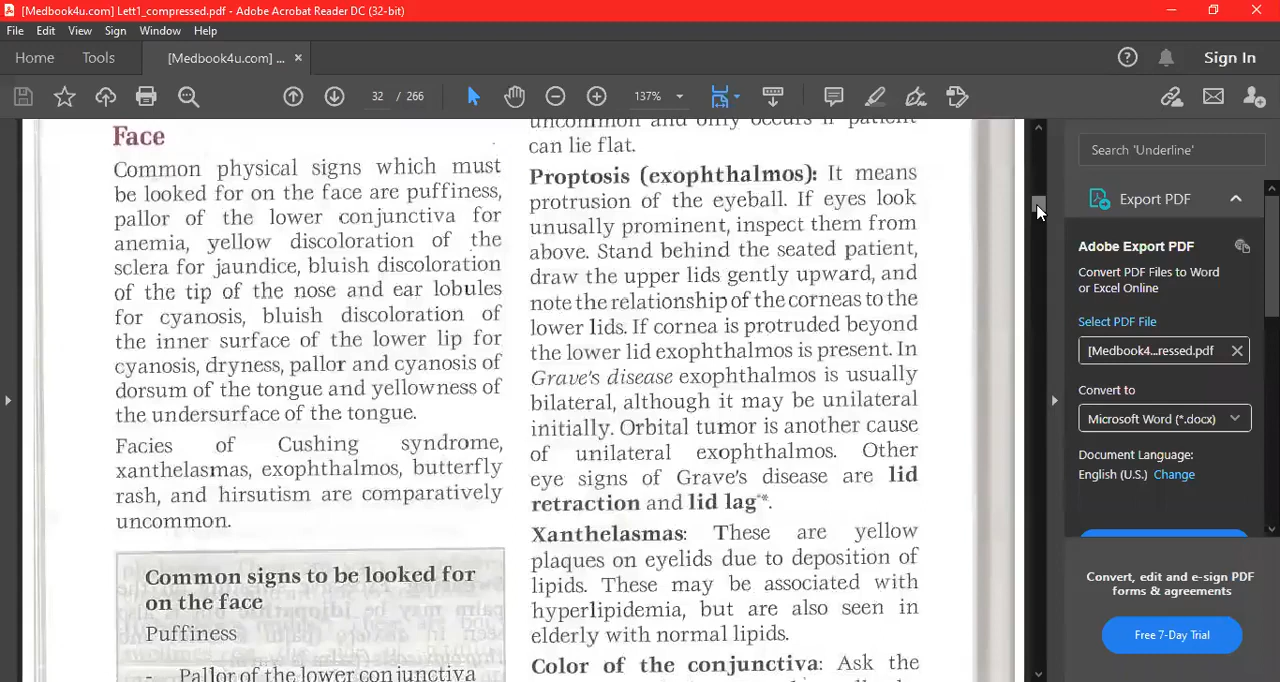 [Medbook4u.com] Lett1_compressed.pdf - Adobe Acrobat Reader DC (32-bit)
File Edit View Sign Window Help
Home Tools [Medbook4u.com] ... × Sign In
32 / 266 137%
Face
Common physical signs which must
be looked for on the face are puffiness,
pallor of the lower conjunctiva for
anemia, yellow discoloration of the
sclera for jaundice, bluish discoloration
of the tip of the nose and ear lobules
for cyanosis, bluish discoloration of
the inner surface of the lower lip for
cyanosis, dryness, pallor and cyanosis of
dorsum of the tongue and yellowness of
the undersurface of the tongue.
Facies of Cushing syndrome,
xanthelasmas, exophthalmos, butterfly
rash, and hirsutism are comparatively
uncommon.
Common signs to be looked for
on the face
Puffiness
- Pallor of the lower conjunctiva
uncommon and only occurs if patient
can lie flat.
Proptosis (exophthalmos): It means
protrusion of the eyeball. If eyes look
unusually prominent, inspect them from
above. Stand behind the seated patient,
draw the upper lids gently upward, and
note the relationship of the corneas to the
lower lids. If cornea is protruded beyond
the lower lid exophthalmos is present. In
Grave's disease exophthalmos is usually
bilateral, although it may be unilateral
initially. Orbital tumor is another cause
of unilateral exophthalmos. Other
eye signs of Grave's disease are lid
retraction and lid lag**.
Xanthelasmas: These are yellow
plaques on eyelids due to deposition of
lipids. These may be associated with
hyperlipidemia, but are also seen in
elderly with normal lipids.
Color of the conjunctiva: Ask the
Search 'Underline'
Export PDF
Adobe Export PDF
Convert PDF Files to Word
or Excel Online
Select PDF File
[Medbook4...ressed.pdf
Convert to
Microsoft Word (*.docx)
Document Language:
English (U.S.) Change
Convert, edit and e-sign PDF
forms & agreements
Free 7-Day Trial